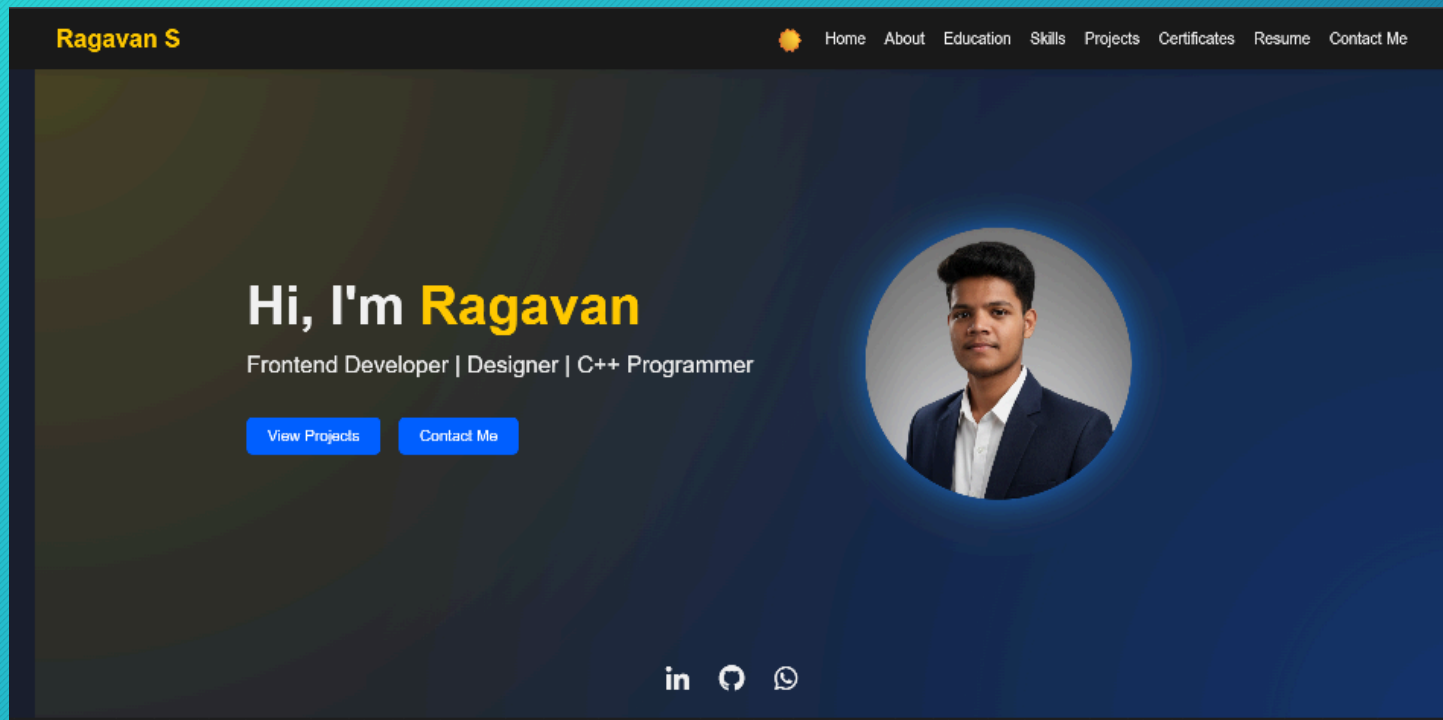 Ragavan S
Home About Education Skills Projects Certificates Resume Contact Me
Hi, I'm Ragavan
Frontend Developer | Designer | C++ Programmer
View Projects Contact Me
in